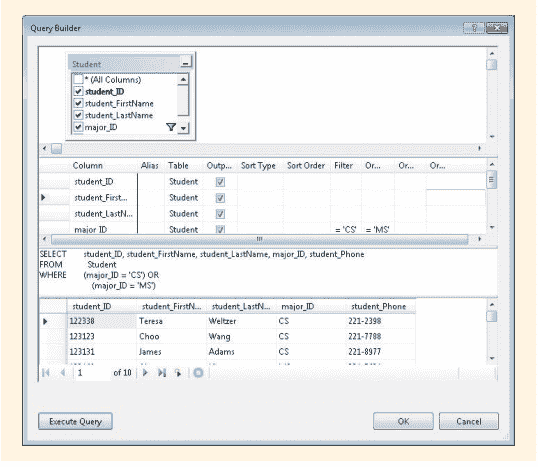 Query Builder
Student
* (All Columns)
student_ID
student_FirstName
student_LastName
major_ID
Column Alias Table Outp... Sort Type Sort Order Filter Or... Or... Or...
student_ID Student
student_First... Student
student_LastN... Student
major ID Student = 'CS' = 'MS'
SELECT student_ID, student_FirstName, student_LastName, major_ID, student_Phone
FROM Student
WHERE (major_ID = 'CS') OR
(major_ID = 'MS')
student_ID student_FirstN... student_LastN... major_ID student_Phone
122338 Teresa Weltzer CS 221-2398
123123 Choo Wang CS 221-7788
123131 James Adams CS 221-8977
1 of 10
Execute Query OK Cancel